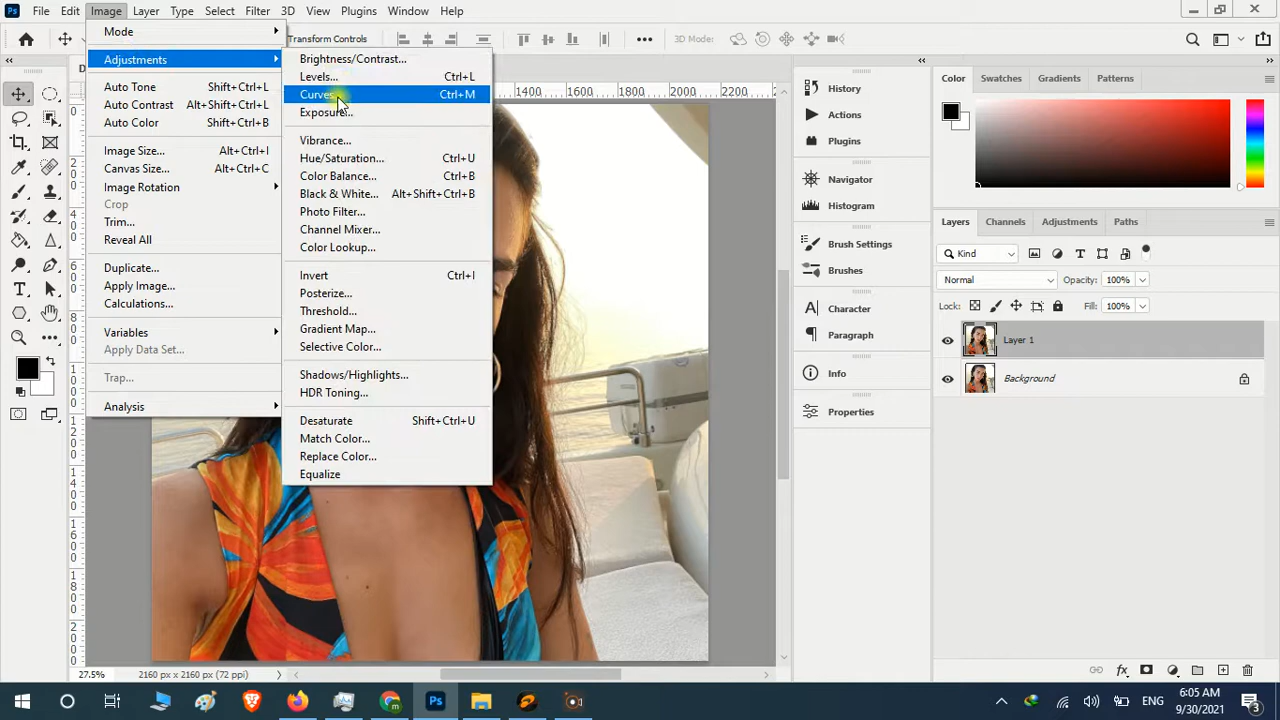 Ps File Edit Image Layer Type Select Filter 3D View Plugins Window Help
Transform Controls 3D Mode:
Mode
Adjustments
Auto Tone Shift+Ctrl+L
Auto Contrast Alt+Shift+Ctrl+L
Auto Color Shift+Ctrl+B
Image Size... Alt+Ctrl+I
Canvas Size... Alt+Ctrl+C
Image Rotation
Crop
Trim...
Reveal All
Duplicate...
Apply Image...
Calculations...
Variables
Apply Data Set...
Trap...
Analysis
Brightness/Contrast...
Levels... Ctrl+L
Curves... Ctrl+M
Exposure...
Vibrance...
Hue/Saturation... Ctrl+U
Color Balance... Ctrl+B
Black & White... Alt+Shift+Ctrl+B
Photo Filter...
Channel Mixer...
Color Lookup...
Invert Ctrl+I
Posterize...
Threshold...
Gradient Map...
Selective Color...
Shadows/Highlights...
HDR Toning...
Desaturate Shift+Ctrl+U
Match Color...
Replace Color...
Equalize
1400 1600 1800 2000 2200
History
Actions
Plugins
Navigator
Histogram
Brush Settings
Brushes
Character
Paragraph
Info
Properties
Color Swatches Gradients Patterns
Layers Channels Adjustments Paths
Kind
Normal Opacity: 100%
Lock: Fill: 100%
Layer 1
Background
27.5% 2160 px x 2160 px (72 ppi)
Ps ENG 6:05 AM
9/30/2021 3